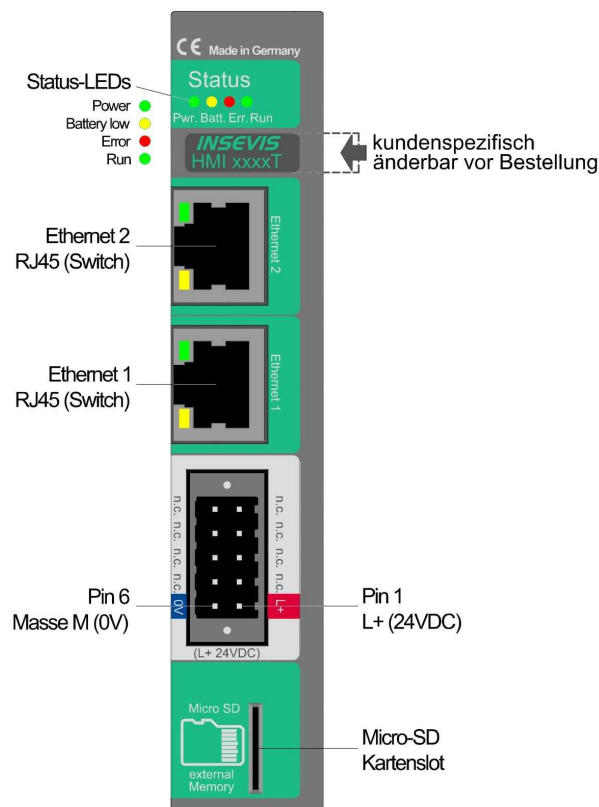 CE Made in Germany
Status-LEDs
Power
Battery low
Error
Run
Status
Pwr. Batt. Err. Run
INSEVIS
HMI xxxxT
kundenspezifisch
änderbar vor Bestellung
Ethernet 2
RJ45 (Switch)
Ethernet 2
Ethernet 1
RJ45 (Switch)
Ethernet 1
n.c. n.c. n.c. n.c. 0V
n.c. n.c. n.c. n.c. L+
Pin 6
Masse M (0V)
Pin 1
L+ (24VDC)
(L+ 24VDC)
Micro SD
external
Memory
Micro-SD
Kartenslot